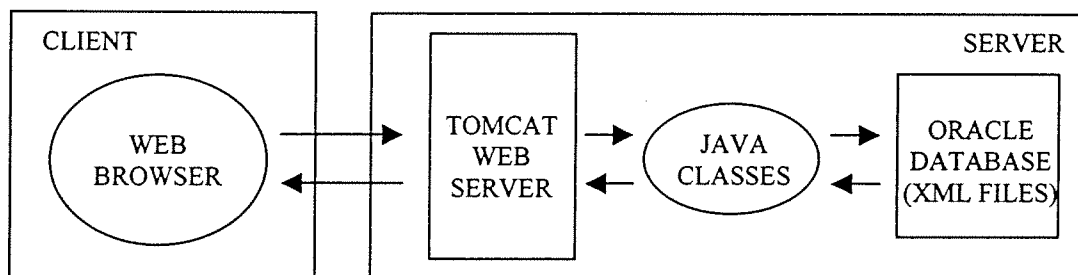 CLIENT
WEB
BROWSER
SERVER
TOMCAT
WEB
SERVER
JAVA
CLASSES
ORACLE
DATABASE
(XML FILES)